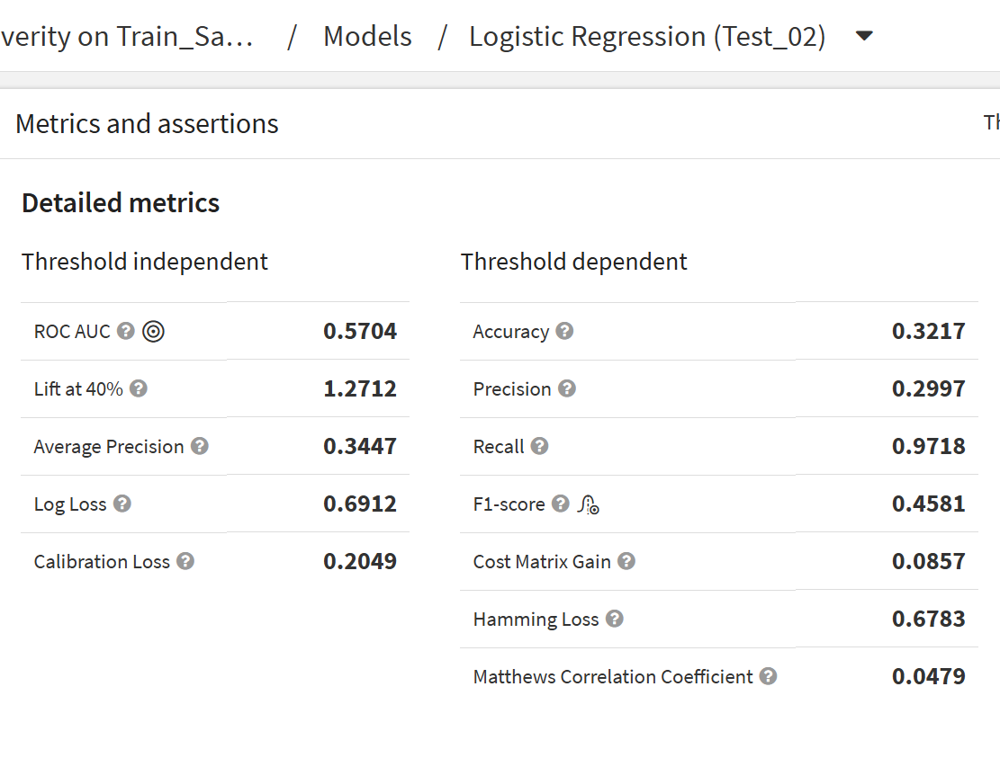 verity on Train_Sa... / Models / Logistic Regression (Test_02)
Metrics and assertions Th
Detailed metrics
Threshold independent
ROC AUC ? 0.5704
Lift at 40% ? 1.2712
Average Precision ? 0.3447
Log Loss ? 0.6912
Calibration Loss ? 0.2049
Threshold dependent
Accuracy ? 0.3217
Precision ? 0.2997
Recall ? 0.9718
F1-score ? 0.4581
Cost Matrix Gain ? 0.0857
Hamming Loss ? 0.6783
Matthews Correlation Coefficient ? 0.0479